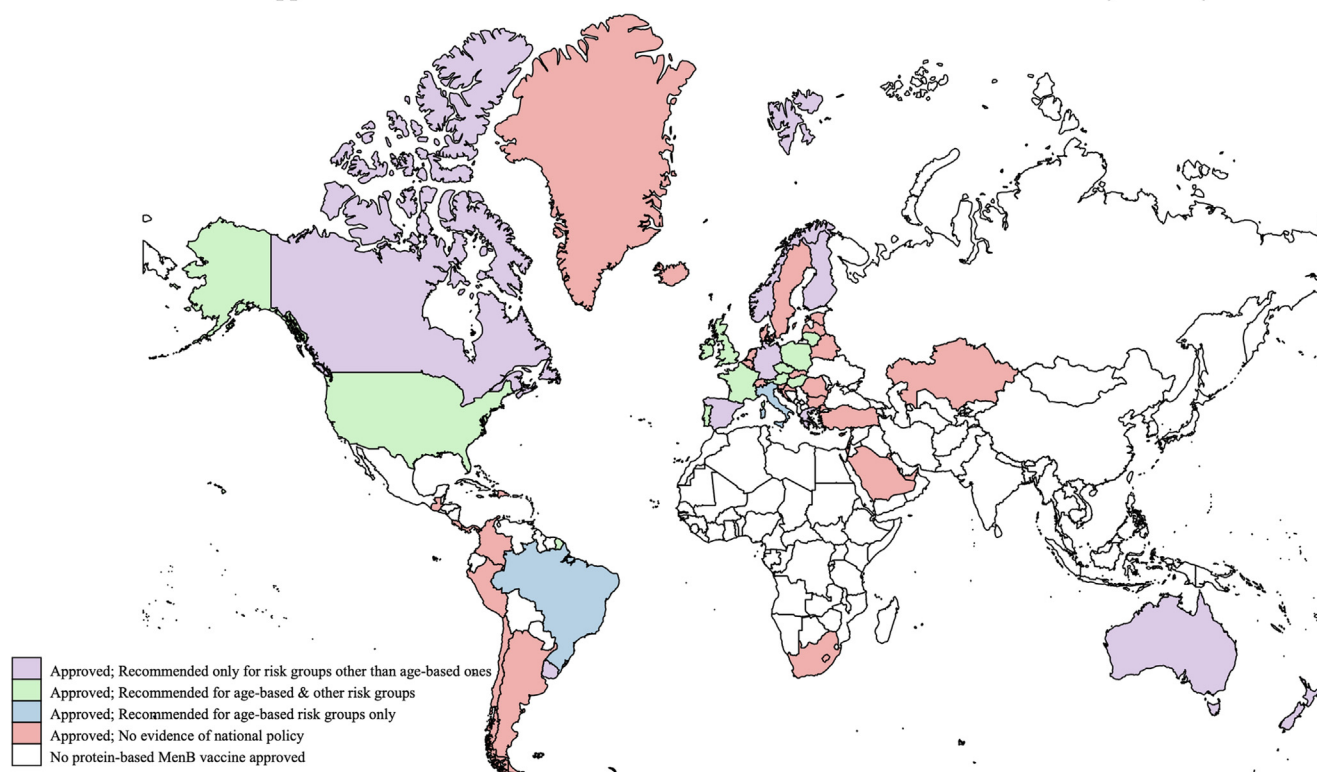 Approved; Recommended only for risk groups other than age-based ones
Approved; Recommended for age-based & other risk groups
Approved; Recommended for age-based risk groups only
Approved; No evidence of national policy
No protein-based MenB vaccine approved